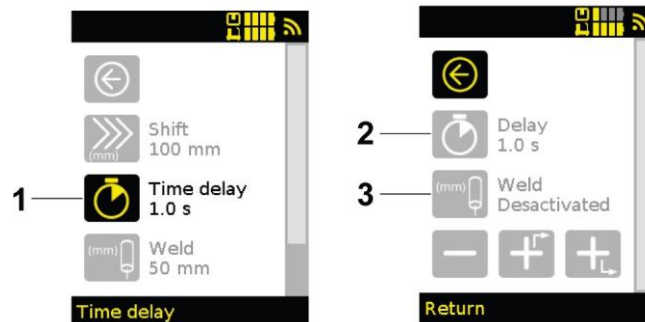 Shift
(mm) 100 mm
1
Time delay
1.0 s
(mm)
Weld
50 mm
Time delay
2
Delay
1.0 s
3
(mm)
Weld
Desactivated
Return